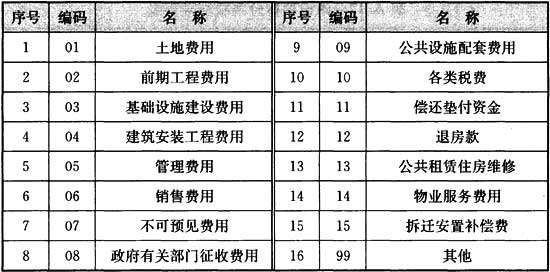 序号 编码 名 称 序号 编码 名 称
1 01 土地费用 9 09 公共设施配套费用
2 02 前期工程费用 10 10 各类税费
3 03 基础设施建设费用 11 11 偿还垫付资金
4 04 建筑安装工程费用 12 12 退房款
5 05 管理费用 13 13 公共租赁住房维修
6 06 销售费用 14 14 物业服务费用
7 07 不可预见费用 15 15 拆迁安置补偿费
8 08 政府有关部门征收费用 16 99 其他